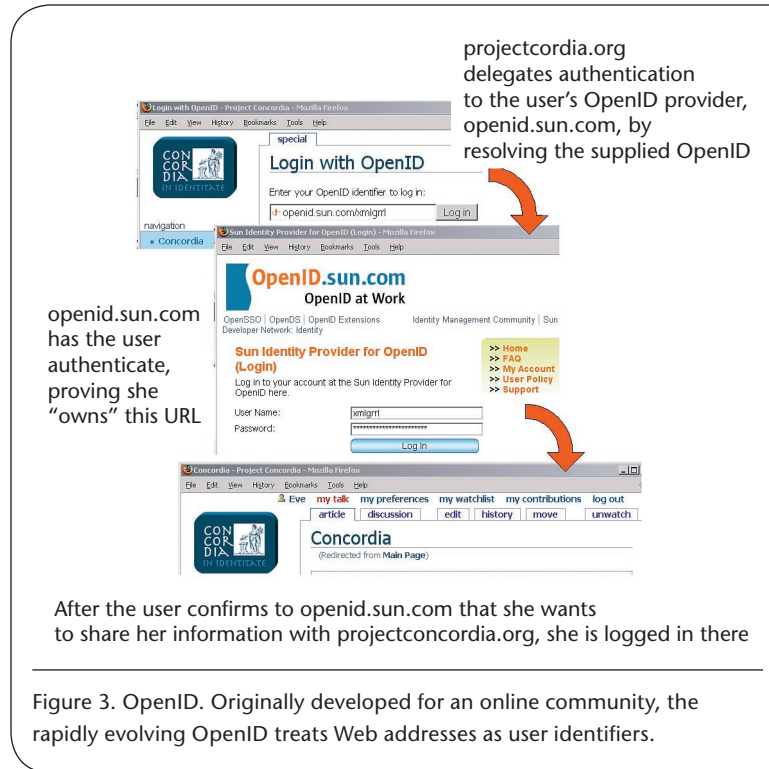 projectcordia.org
delegates authentication
to the user's OpenID provider,
openid.sun.com, by
resolving the supplied OpenID
Login with OpenID - Project Concordia - Mozilla Firefox
File Edit View History Bookmarks Tools Help
CON
COR
DIA
IN IDENTITATE
special
Login with OpenID
Enter your OpenID identifier to log in:
openid.sun.com/xmlgrrl Log in
navigation
Concordia
Sun Identity Provider for OpenID (Login) - Mozilla Firefox
File Edit View History Bookmarks Tools Help
OpenID.sun.com
OpenID at Work
OpenSSO | OpenDS | OpenID Extensions Identity Management Community | Sun
Developer Network: Identity
openid.sun.com
has the user
authenticate,
proving she
“owns” this URL
Sun Identity Provider for OpenID
(Login)
Log in to your account at the Sun Identity Provider for
OpenID here.
User Name: xmlgrrl
Password: ***********************
Log In
>> Home
>> FAQ
>> My Account
>> User Policy
>> Support
Concordia - Project Concordia - Mozilla Firefox
File Edit View History Bookmarks Tools Help
Eve my talk my preferences my watchlist my contributions log out
article discussion edit history move unwatch
CON
COR
DIA
IN IDENTITATE
Concordia
(Redirected from Main Page)
After the user confirms to openid.sun.com that she wants
to share her information with projectconcordia.org, she is logged in there
Figure 3. OpenID. Originally developed for an online community, the
rapidly evolving OpenID treats Web addresses as user identifiers.